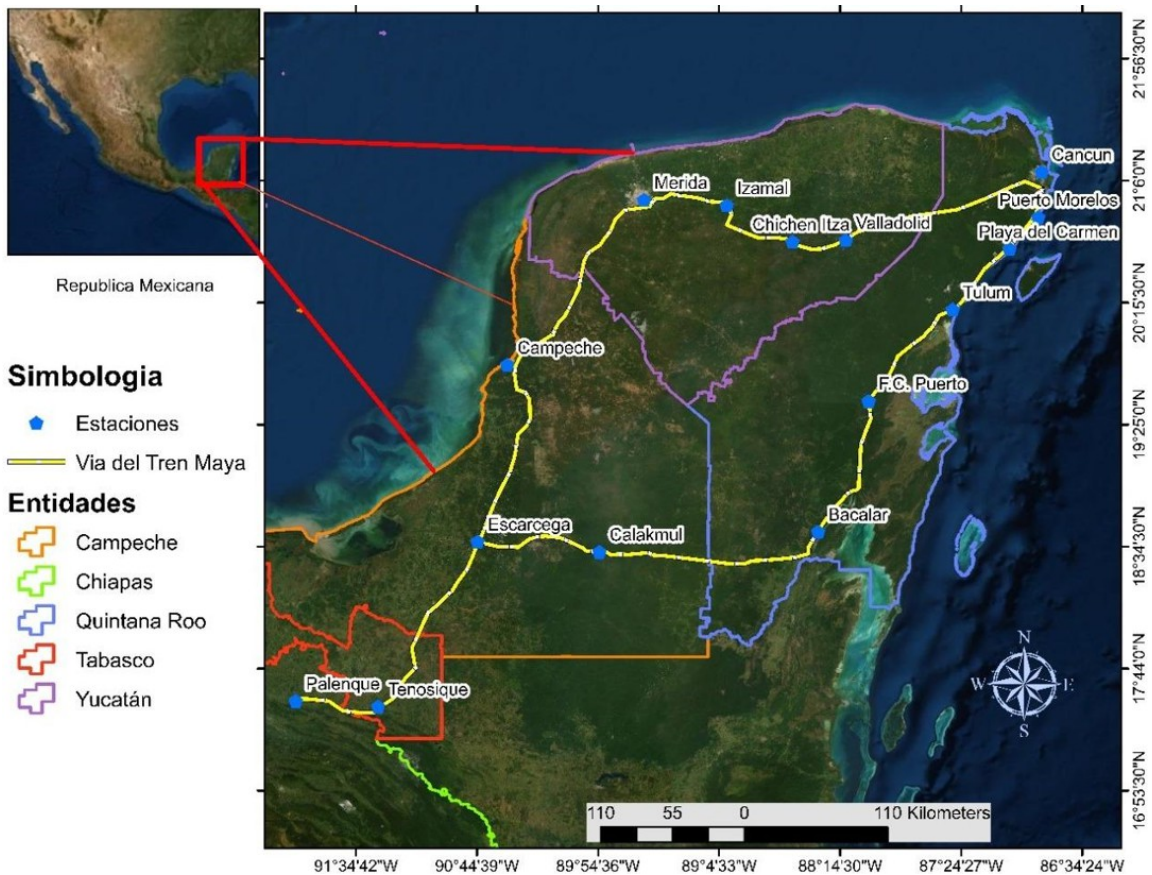 Republica Mexicana
Simbologia
Estaciones
Via del Tren Maya
Entidades
Campeche
Chiapas
Quintana Roo
Tabasco
Yucatán
Cancun
Merida
Izamal
Puerto Morelos
Chichen Itza
Valladolid
Playa del Carmen
Tulum
Campeche
F.C. Puerto
Bacalar
Escarcega
Calakmul
Palenque
Tenosique
N
W
E
S
110 55 0 110 Kilometers
21°56'30"N
21°6'0"N
20°15'30"N
19°25'0"N
18°34'30"N
17°44'0"N
16°53'30"N
91°34'42"W
90°44'39"W
89°54'36"W
89°4'33"W
88°14'30"W
87°24'27"W
86°34'24"W